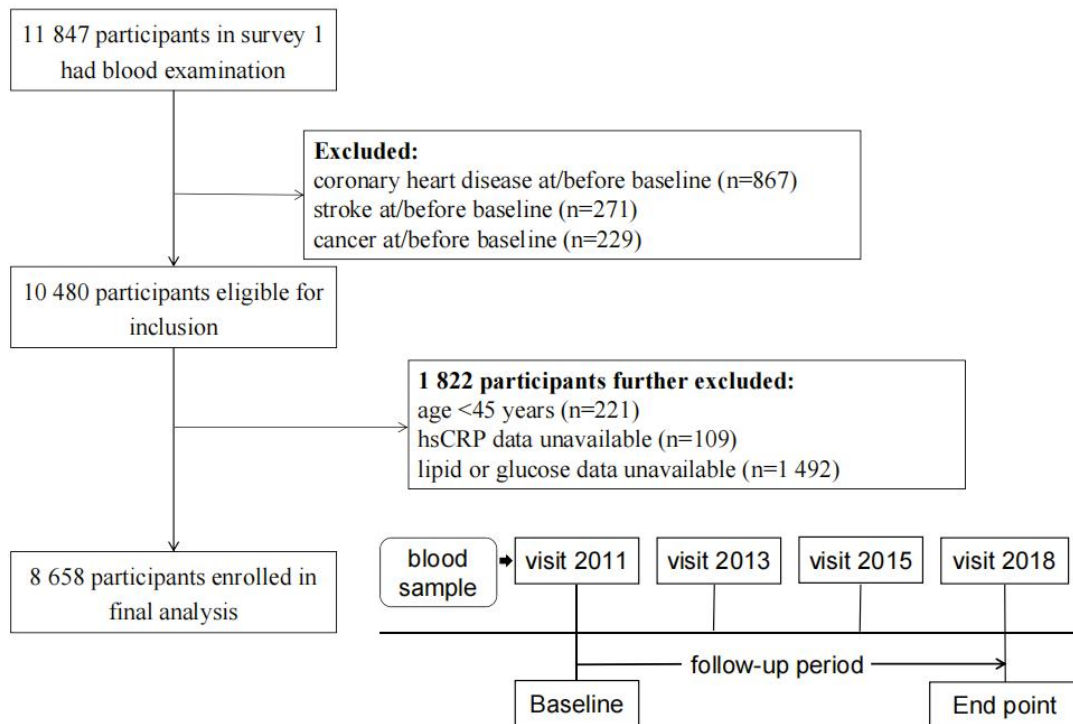 11 847 participants in survey 1
had blood examination
Excluded:
coronary heart disease at/before baseline (n=867)
stroke at/before baseline (n=271)
cancer at/before baseline (n=229)
10 480 participants eligible for
inclusion
1 822 participants further excluded:
age <45 years (n=221)
hsCRP data unavailable (n=109)
lipid or glucose data unavailable (n=1 492)
8 658 participants enrolled in
final analysis
blood
sample
visit 2011
visit 2013
visit 2015
visit 2018
follow-up period
Baseline
End point